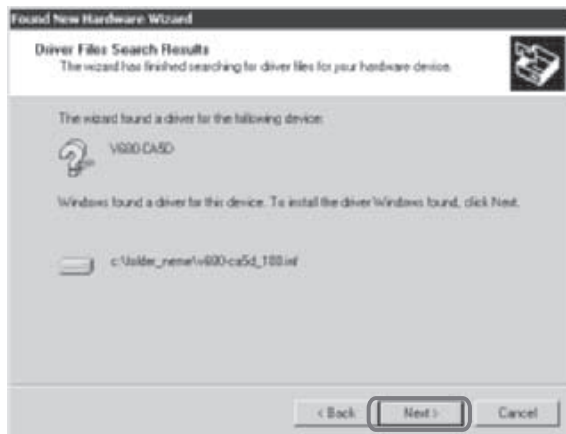 Found New Hardware Wizard
Driver Files Search Results
The wizard has finished searching for driver files for your hardware device.
The wizard found a driver for the following device:
V680-CA5D
Windows found a driver for this device. To install the driver Windows found, click Next.
c:\folder_name\v680-ca5d_100.inf
< Back
Next >
Cancel